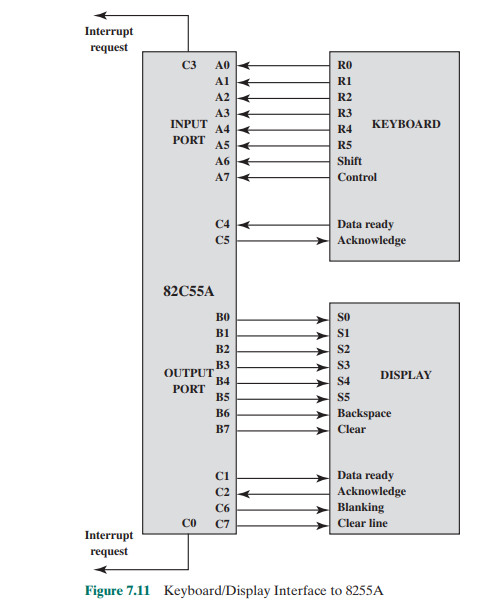 Interrupt
request
C3 A0 R0
A1 R1
A2 R2
A3 R3
INPUT A4 R4 KEYBOARD
PORT A5 R5
A6 Shift
A7 Control
C4 Data ready
C5 Acknowledge
82C55A
B0 S0
B1 S1
B2 S2
B3 S3
OUTPUT B4 S4 DISPLAY
PORT B5 S5
B6 Backspace
B7 Clear
C1 Data ready
C2 Acknowledge
C6 Blanking
C0 C7 Clear line
Interrupt
request
Figure 7.11 Keyboard/Display Interface to 8255A